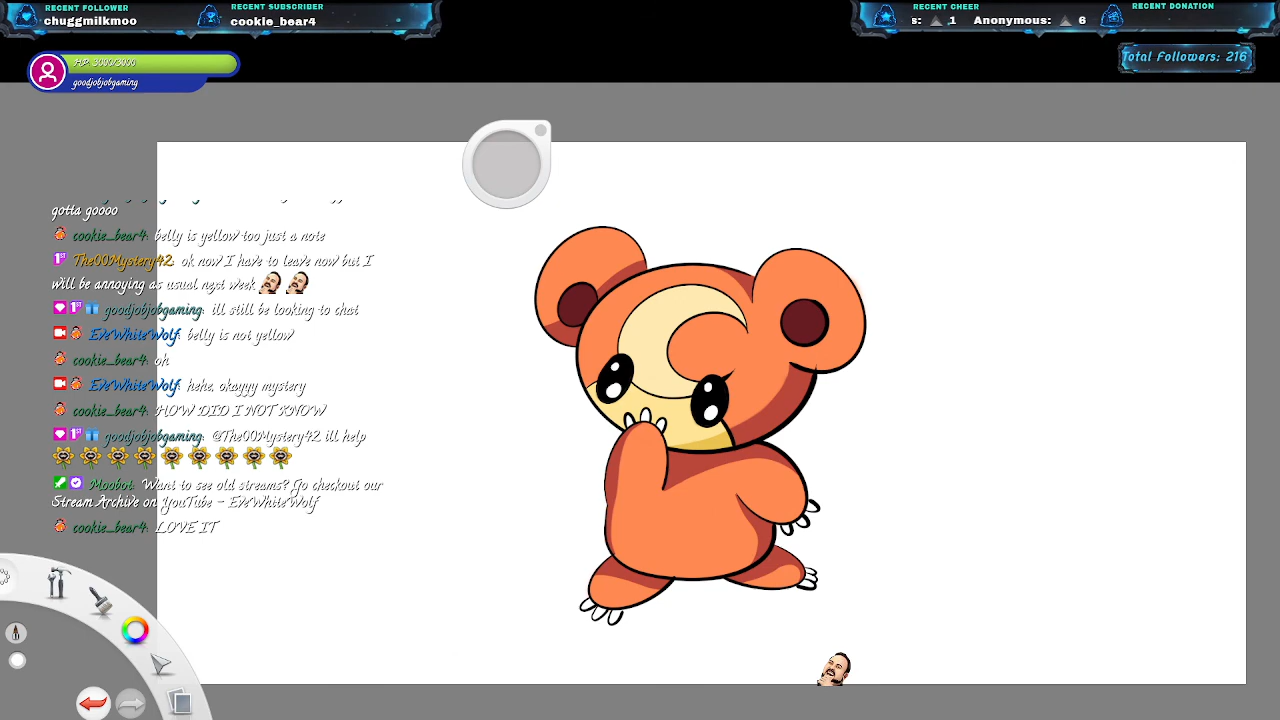 RECENT FOLLOWER
chuggmilkmoo
RECENT SUBSCRIBER
cookie_bear4
RECENT CHEER
s: 1 Anonymous: 6
RECENT DONATION
HP: 3000/3000
goodjobjobgaming
Total Followers: 216
gotta goooo
cookie_bear4: belly is yellow too just a note
The00Mystery42: ok now I have to leave now but I
will be annoying as usual next week
goodjobjobgaming: ill still be looking to chat
EveWhiteWolf: belly is not yellow
cookie_bear4: oh
EveWhiteWolf: hehe, okayyy mystery
cookie_bear4: HOW DID I NOT KNOW
goodjobjobgaming: @The00Mystery42 ill help
Moobot: Want to see old streams? Go checkout our
Stream Archive on YouTube - EveWhiteWolf
cookie_bear4: LOVE IT